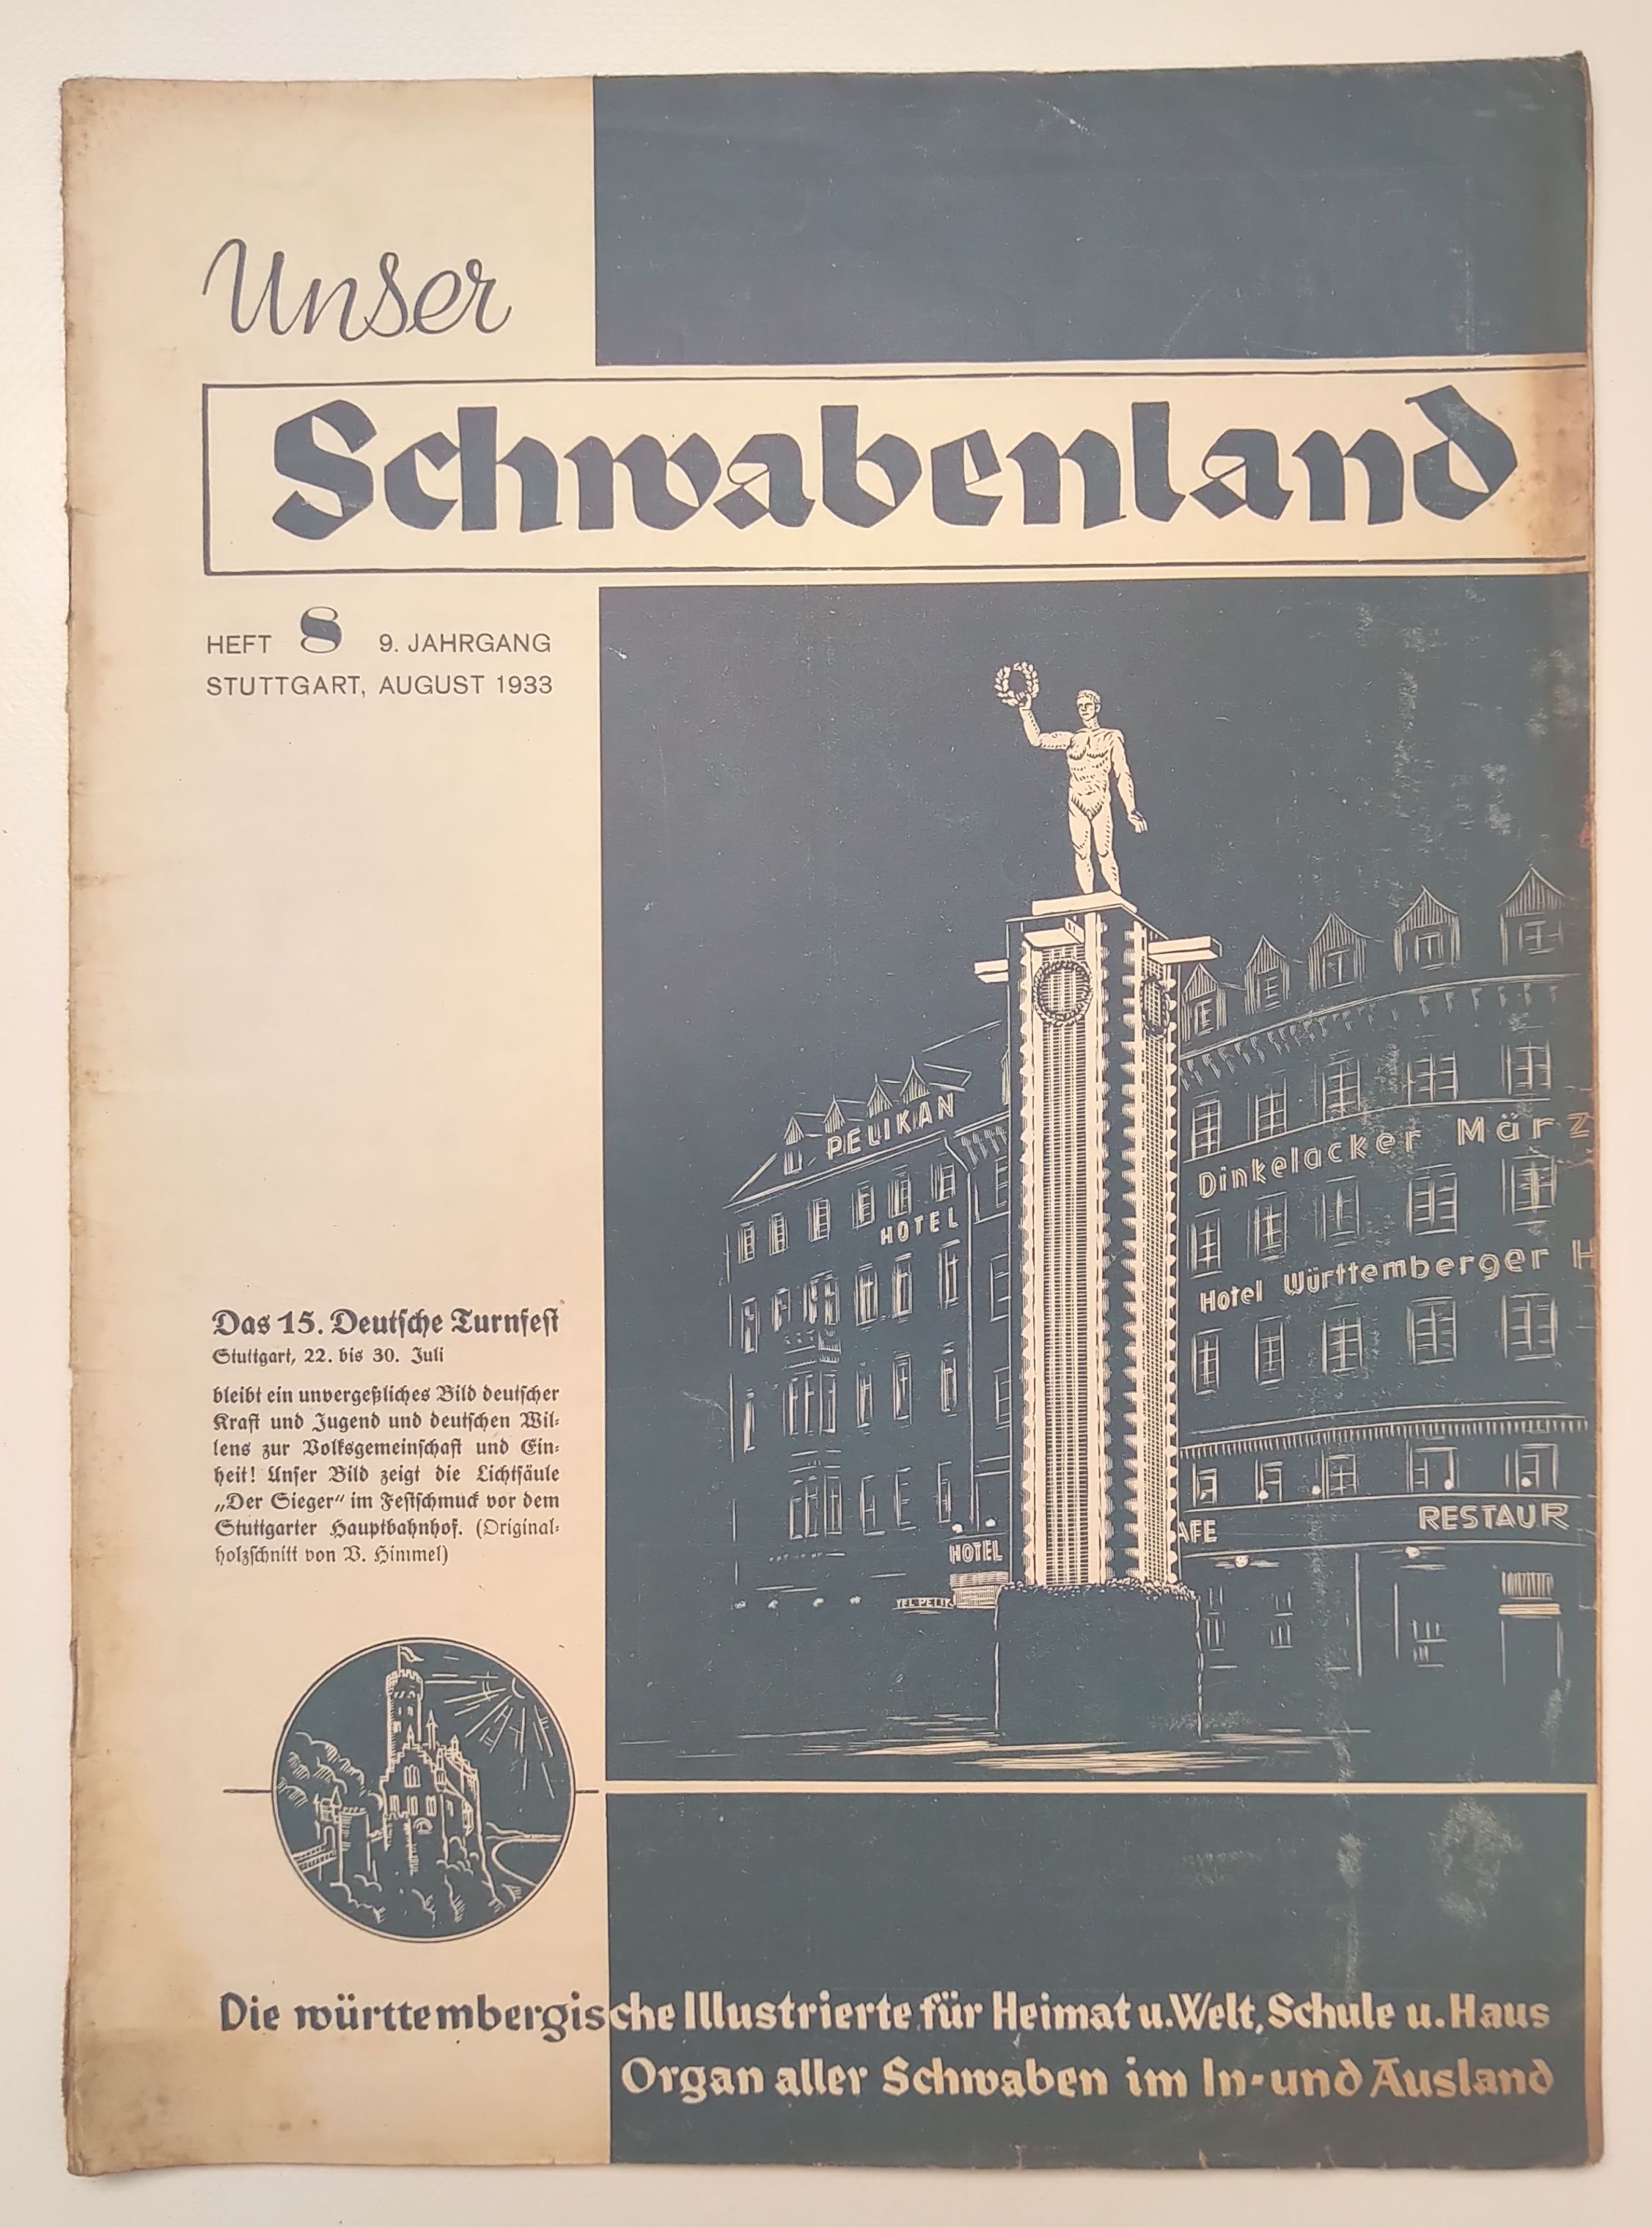 Unser
Schwabenland
HEFT 8 9. JAHRGANG
STUTTGART, AUGUST 1933
Das 15. Deutsche Turnfest
Stuttgart, 22. bis 30. Juli
bleibt ein unvergeßliches Bild deutscher
Kraft und Jugend und deutschen Wil-
lens zur Volksgemeinschaft und Ein-
heit! Unser Bild zeigt die Lichtsäule
„Der Sieger“ im Festschmuck vor dem
Stuttgarter Hauptbahnhof. (Original-
holzschnitt von V. Himmel)
PELIKAN
HOTEL
Dinkelacker März
Hotel Württemberger H
AFE
RESTAUR
HOTEL
TEL PELIK
Die württembergische Illustrierte für Heimat u. Welt, Schule u. Haus
Organ aller Schwaben im In- und Ausland